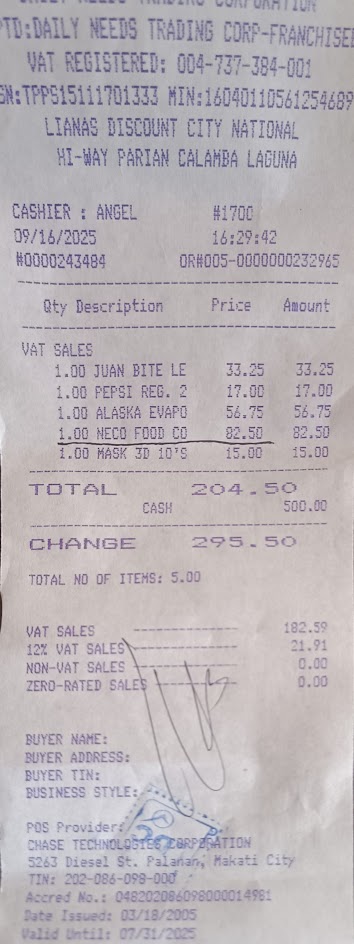 DAILY NEEDS TRADING CORPORATION
PTD:DAILY NEEDS TRADING CORP-FRANCHISEE
VAT REGISTERED: 004-737-384-001
SN:TPPS15111701333 MIN:16040110561254689
LIANAS DISCOUNT CITY NATIONAL
HI-WAY PARIAN CALAMBA LAGUNA
CASHIER : ANGEL #1700
09/16/2025 16:29:42
#0000243484 OR#005-0000000232965
Qty Description Price Amount
VAT SALES
1.00 JUAN BITE LE 33.25 33.25
1.00 PEPSI REG. 2 17.00 17.00
1.00 ALASKA EVAPO 56.75 56.75
1.00 NECO FOOD CO 82.50 82.50
1.00 MASK 3D 10'S 15.00 15.00
TOTAL 204.50
CASH 500.00
CHANGE 295.50
TOTAL NO OF ITEMS: 5.00
VAT SALES 182.59
12% VAT SALES 21.91
NON-VAT SALES 0.00
ZERO-RATED SALES 0.00
BUYER NAME:
BUYER ADDRESS:
BUYER TIN:
BUSINESS STYLE:
POS Provider:
CHASE TECHNOLOGIES CORPORATION
5263 Diesel St. Palanan, Makati City
TIN: 202-086-098-000
Accred No.: 048202086098000014981
Date Issued: 03/18/2005
Valid Until: 07/31/2025